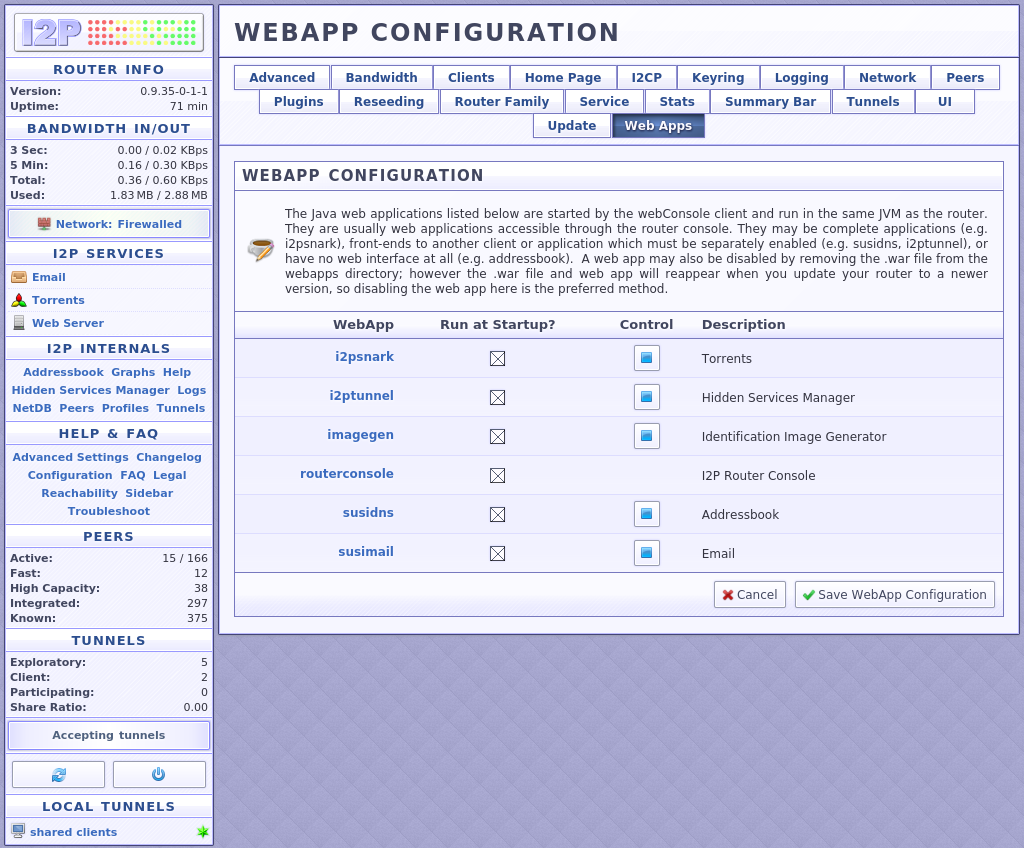 I2P
ROUTER INFO
Version: 0.9.35-0-1-1
Uptime: 71 min
BANDWIDTH IN/OUT
3 Sec: 0.00 / 0.02 KBps
5 Min: 0.16 / 0.30 KBps
Total: 0.36 / 0.60 KBps
Used: 1.83 MB / 2.88 MB
Network: Firewalled
I2P SERVICES
Email
Torrents
Web Server
I2P INTERNALS
Addressbook Graphs Help
Hidden Services Manager Logs
NetDB Peers Profiles Tunnels
HELP & FAQ
Advanced Settings Changelog
Configuration FAQ Legal
Reachability Sidebar
Troubleshoot
PEERS
Active: 15 / 166
Fast: 12
High Capacity: 38
Integrated: 297
Known: 375
TUNNELS
Exploratory: 5
Client: 2
Participating: 0
Share Ratio: 0.00
Accepting tunnels
LOCAL TUNNELS
shared clients
WEBAPP CONFIGURATION
Advanced Bandwidth Clients Home Page I2CP Keyring Logging Network Peers
Plugins Reseeding Router Family Service Stats Summary Bar Tunnels UI
Update Web Apps
WEBAPP CONFIGURATION
The Java web applications listed below are started by the webConsole client and run in the same JVM as the router.
They are usually web applications accessible through the router console. They may be complete applications (e.g.
i2psnark), front-ends to another client or application which must be separately enabled (e.g. susidns, i2ptunnel), or
have no web interface at all (e.g. addressbook). A web app may also be disabled by removing the .war file from the
webapps directory; however the .war file and web app will reappear when you update your router to a newer
version, so disabling the web app here is the preferred method.
WebApp Run at Startup? Control Description
i2psnark Torrents
i2ptunnel Hidden Services Manager
imagegen Identification Image Generator
routerconsole I2P Router Console
susidns Addressbook
susimail Email
Cancel Save WebApp Configuration